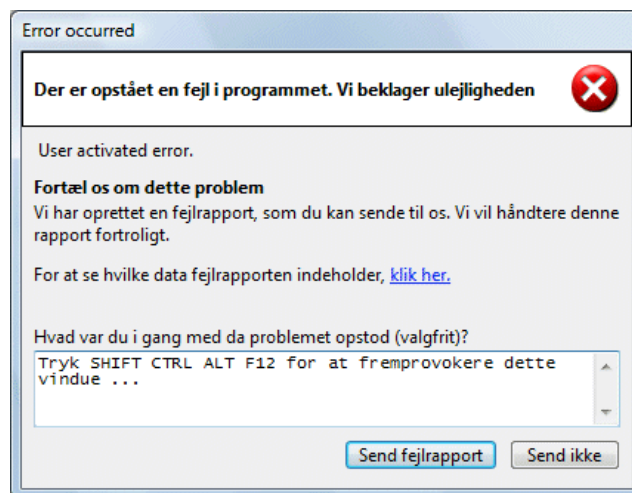 Error occurred
Der er opstået en fejl i programmet. Vi beklager ulejligheden
User activated error.
Fortæl os om dette problem
Vi har oprettet en fejlrapport, som du kan sende til os. Vi vil håndtere denne
rapport fortroligt.
For at se hvilke data fejlrapporten indeholder, klik her.
Hvad var du i gang med da problemet opstod (valgfrit)?
Tryk SHIFT CTRL ALT F12 for at fremprovokere dette
vindue ...
Send fejlrapport Send ikke